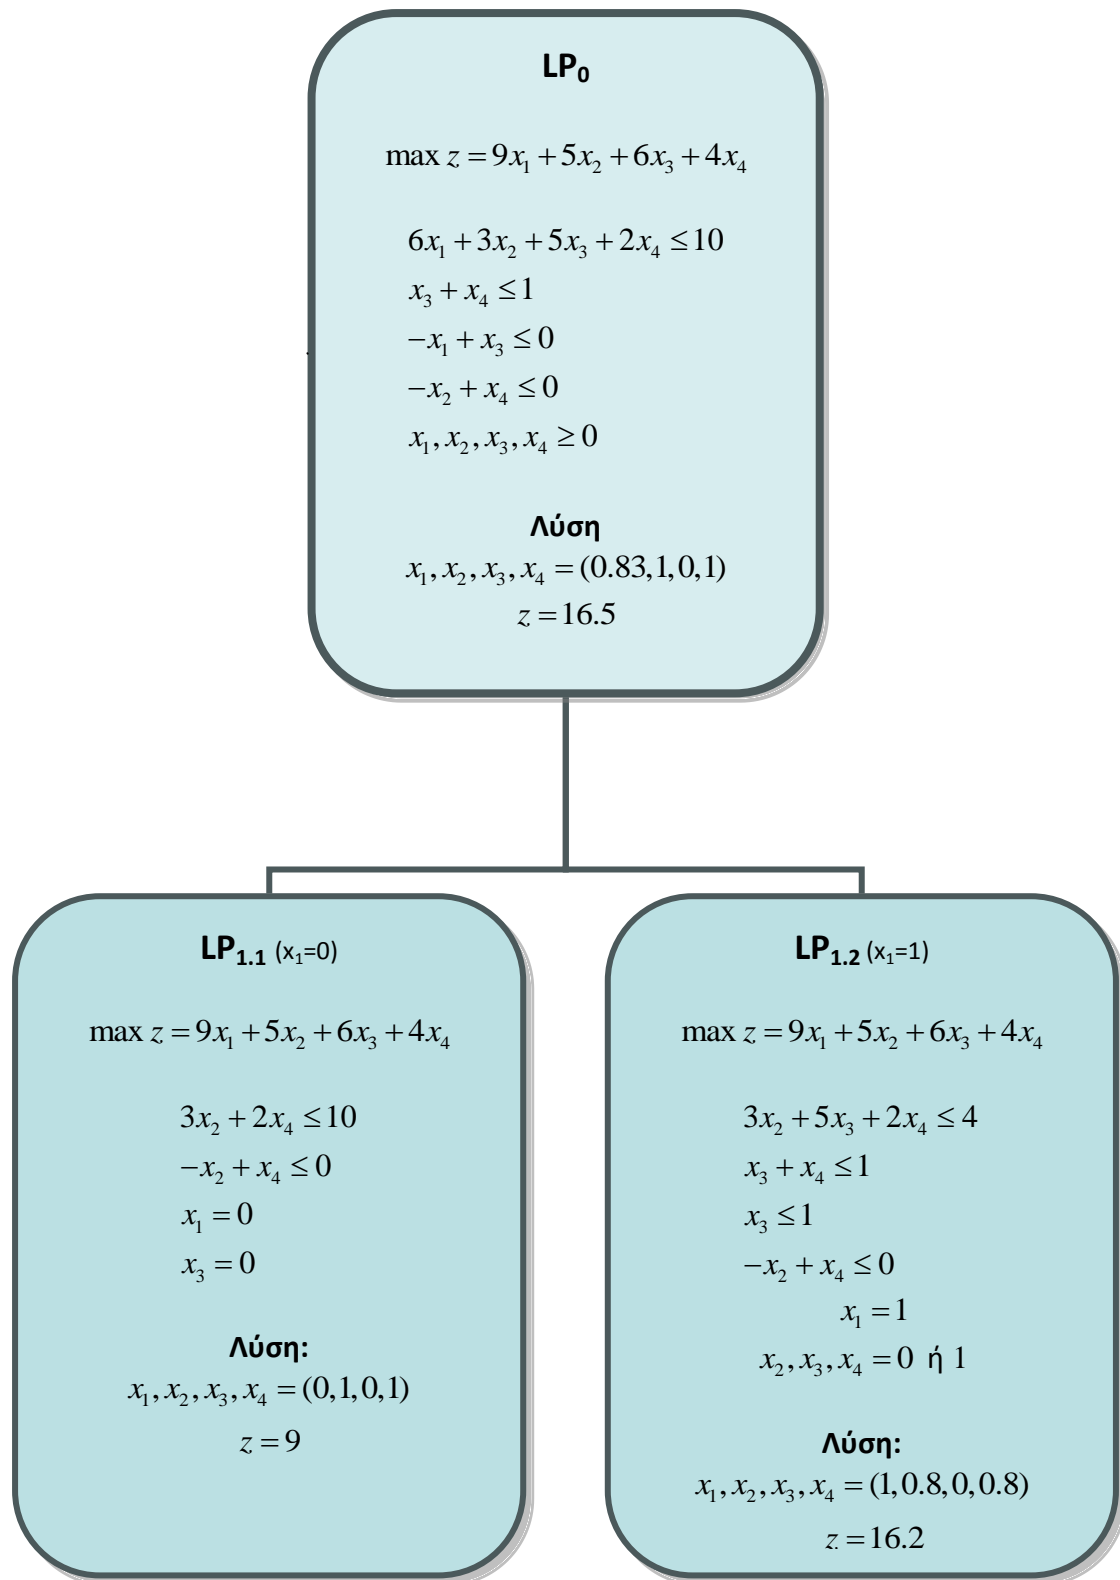 LP₀
max z = 9x₁ + 5x₂ + 6x₃ + 4x₄
6x₁ + 3x₂ + 5x₃ + 2x₄ ≤ 10
x₃ + x₄ ≤ 1
−x₁ + x₃ ≤ 0
−x₂ + x₄ ≤ 0
x₁, x₂, x₃, x₄ ≥ 0
Λύση
x₁, x₂, x₃, x₄ = (0.83,1,0,1)
z = 16.5
LP₁.₁ (x₁=0)
max z = 9x₁ + 5x₂ + 6x₃ + 4x₄
3x₂ + 2x₄ ≤ 10
−x₂ + x₄ ≤ 0
x₁ = 0
x₃ = 0
Λύση:
x₁, x₂, x₃, x₄ = (0,1,0,1)
z = 9
LP₁.₂ (x₁=1)
max z = 9x₁ + 5x₂ + 6x₃ + 4x₄
3x₂ + 5x₃ + 2x₄ ≤ 4
x₃ + x₄ ≤ 1
x₃ ≤ 1
−x₂ + x₄ ≤ 0
x₁ = 1
x₂, x₃, x₄ = 0 ή 1
Λύση:
x₁, x₂, x₃, x₄ = (1,0.8,0,0.8)
z = 16.2